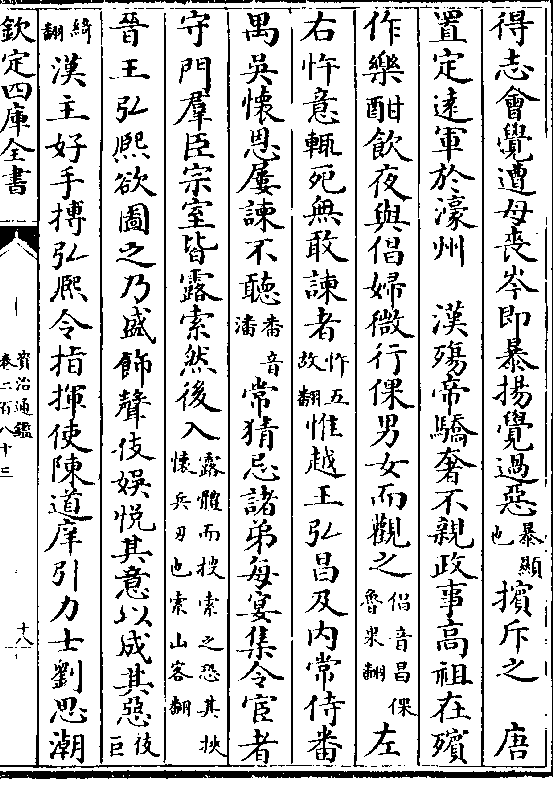 得志會覺遭母喪岑即暴揚覺過惡暴顯也擯斥之　唐
置定逺軍於濠州　漢殤帝驕奢不親政事髙祖在殯
作樂酣飲夜與倡婦微行倮男女而觀之倡音昌倮魯果翻左
右忤意輒死無敢諫者忤五故翻惟越王弘昌及内常侍番
禺吳懷恩屢諫不聽番音潘常猜忌諸弟每宴集令宦者
守門羣臣宗室皆露索然後入露體而搜索之恐其挾懷兵刃也索山客翻
晉王弘熙欲圖之乃盛飾聲伎娱悦其意以成其惡伎巨
綺翻漢主好手搏弘熈令指揮使陳道庠引力士劉思潮
欽定四庫全書
資治通鑑
卷二百八十三
十八